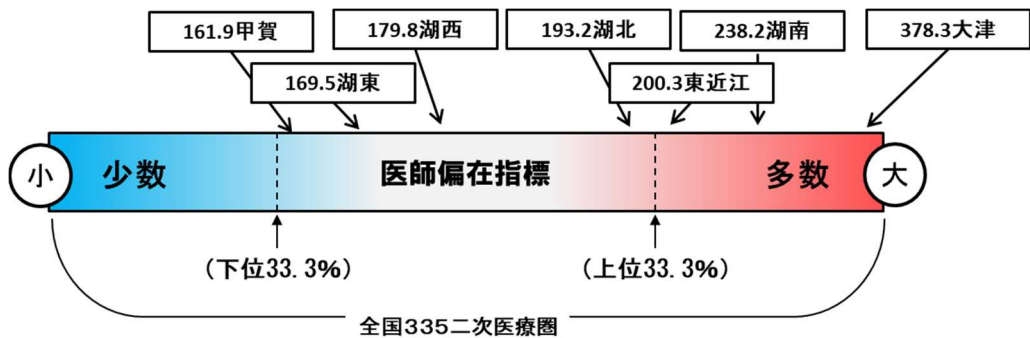 161.9甲賀
179.8湖西
193.2湖北
238.2湖南
378.3大津
169.5湖東
200.3東近江
小
少数
医師偏在指標
多数
大
(下位33.3%)
(上位33.3%)
全国335二次医療圏